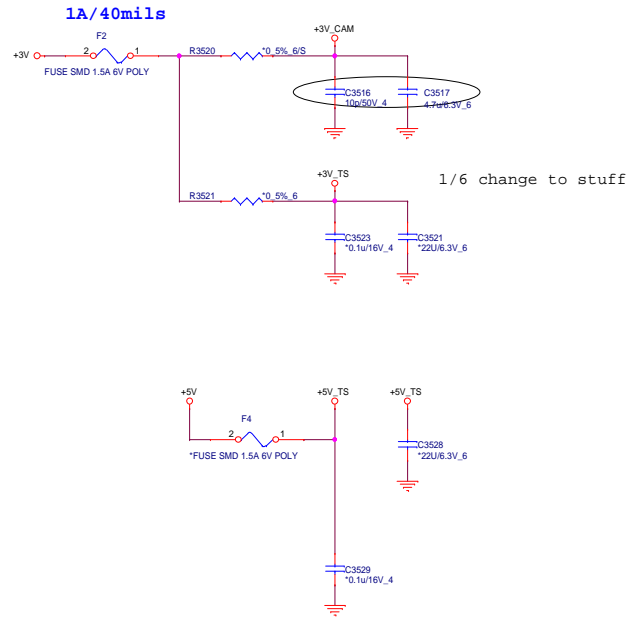 1A/40mils
F2
+3V
2
1
FUSE SMD 1.5A 6V POLY
R3520
*0_5%_6/S
+3V_CAM
C3516
10p/50V_4
C3517
4.7u/6.3V_6
R3521
*0_5%_6
+3V_TS
1/6 change to stuff
C3523
*0.1u/16V_4
C3521
*22U/6.3V_6
+5V
F4
2
1
*FUSE SMD 1.5A 6V POLY
+5V_TS
+5V_TS
C3528
*22U/6.3V_6
C3529
*0.1u/16V_4